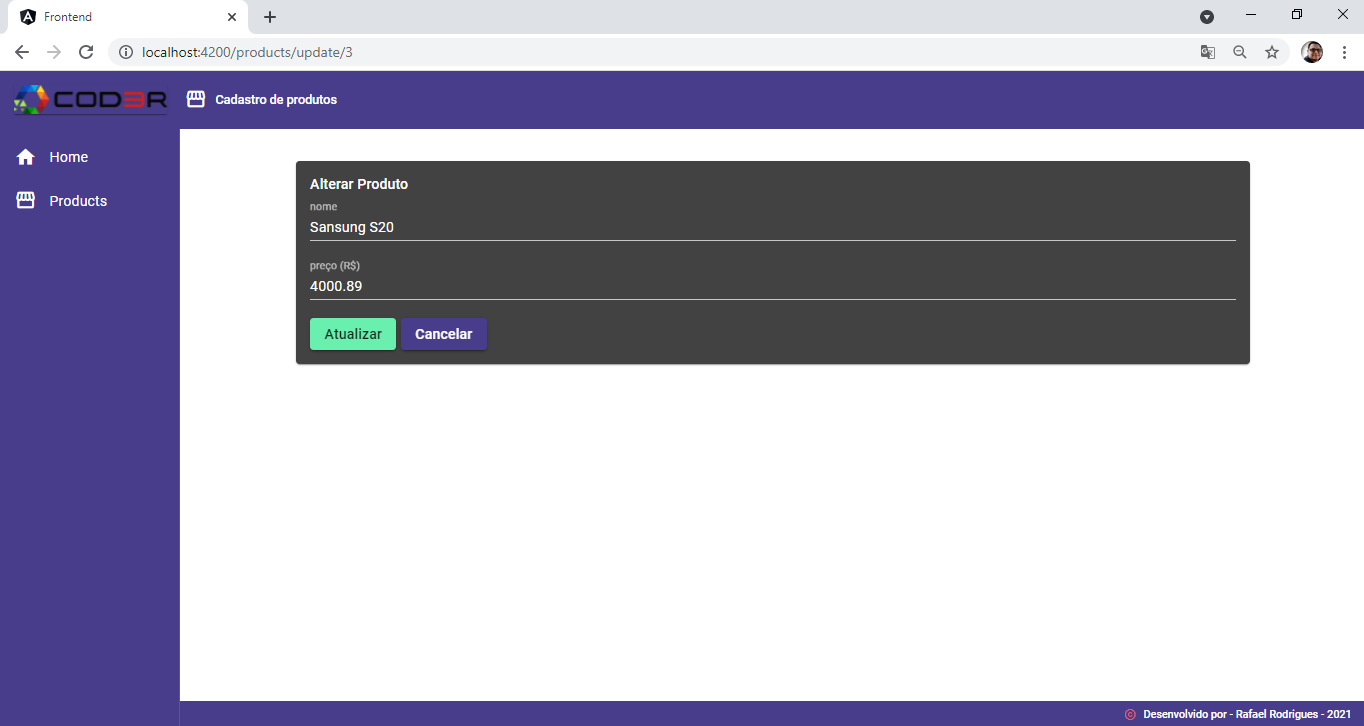 Frontend
localhost:4200/products/update/3
COD3R
Cadastro de produtos
Home
Products
Alterar Produto
nome
Sansung S20
preço (R$)
4000.89
Atualizar Cancelar
© Desenvolvido por - Rafael Rodrigues - 2021